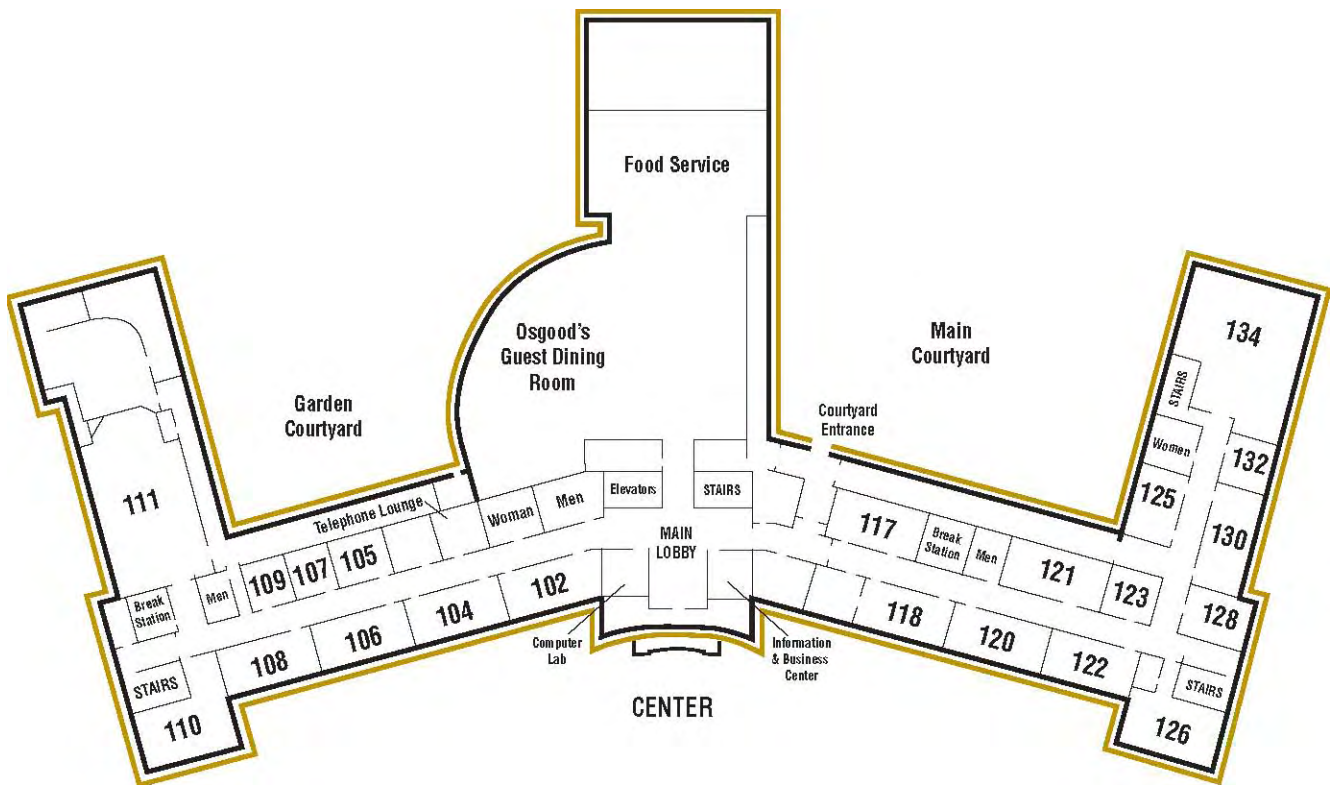 Food Service
Osgood's
Guest Dining
Room
Main
Courtyard
Garden
Courtyard
Courtyard
Entrance
134
STAIRS
Women
132
125
130
128
111
Telephone Lounge
Woman
Men
Elevators
STAIRS
MAIN
LOBBY
117
Break
Station
Men
121
123
109
107
105
Men
Break
Station
102
104
106
108
118
120
122
STAIRS
110
STAIRS
126
Computer
Lab
Information
& Business
Center
CENTER